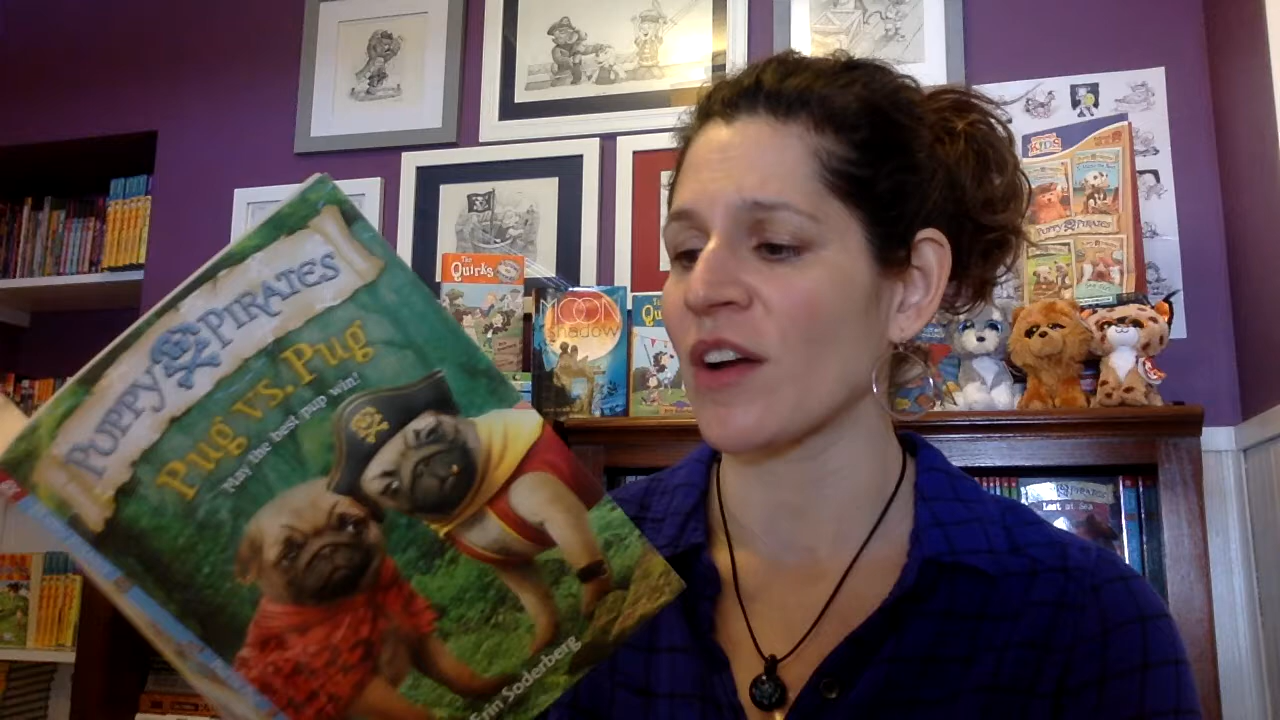 PUPPY PIRATES
Pug vs. Pug
May the best pup win!
Erin Soderberg
The
Quirks
MOON
shadow
KIDS
PUPPY PIRATES
PIRATES
Lost at Sea